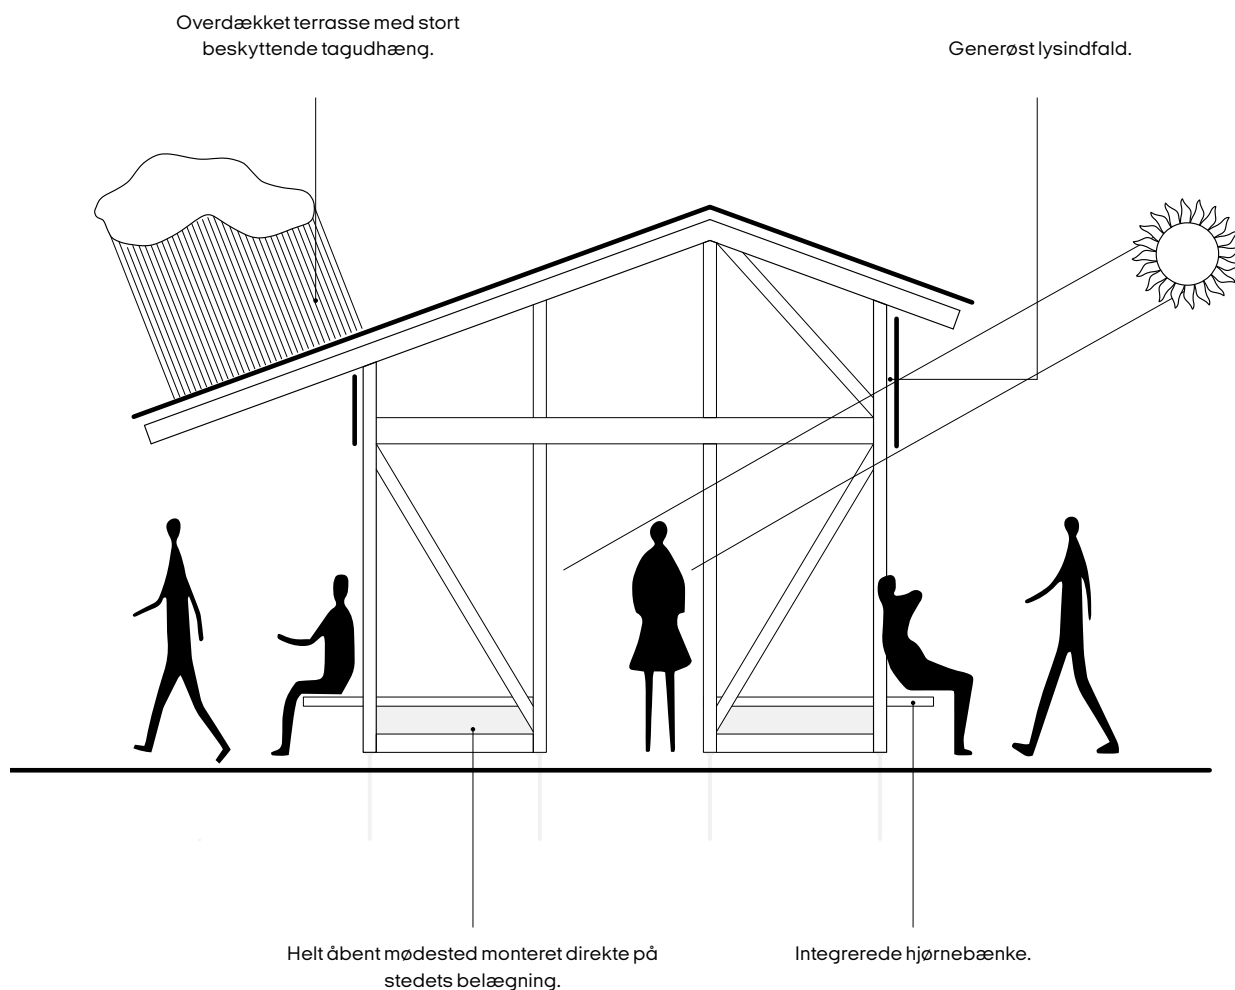 Overdækket terrasse med stort
beskyttende tagudhæng.
Generøst lysindfald.
Helt åbent mødested monteret direkte på
stedets belægning.
Integrerede hjørnebænke.